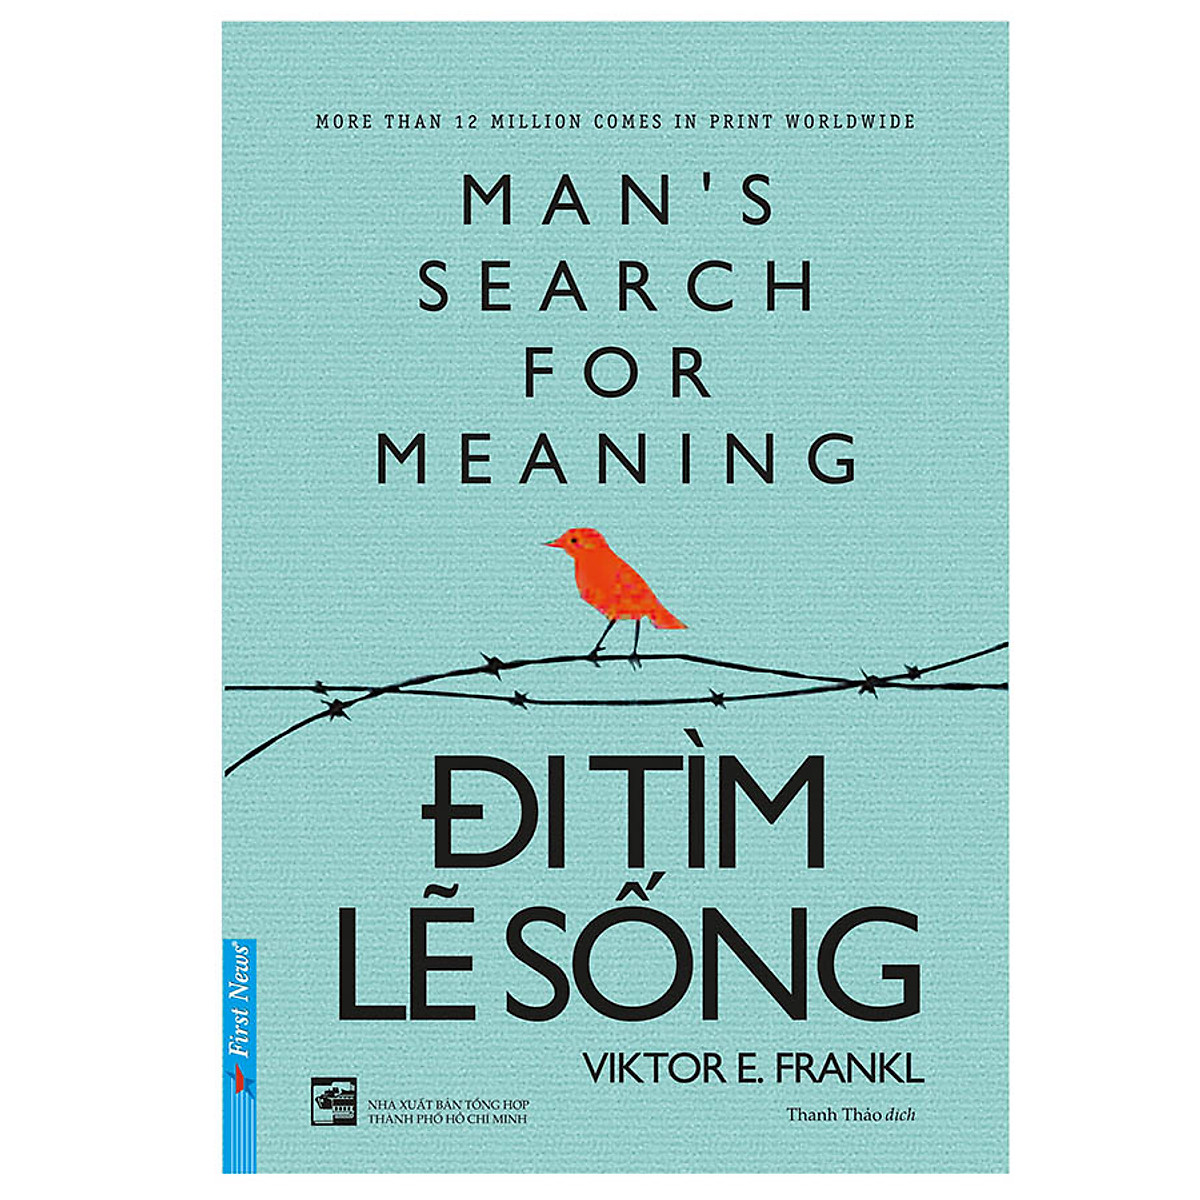 MORE THAN 12 MILLION COMES IN PRINT WORLDWIDE
MAN'S
SEARCH
FOR
MEANING
ĐI TÌM
LẼ SỐNG
VIKTOR E. FRANKL
Thanh Thảo dịch
First News®
NHÀ XUẤT BẢN TỔNG HỢP
THÀNH PHỐ HỒ CHÍ MINH